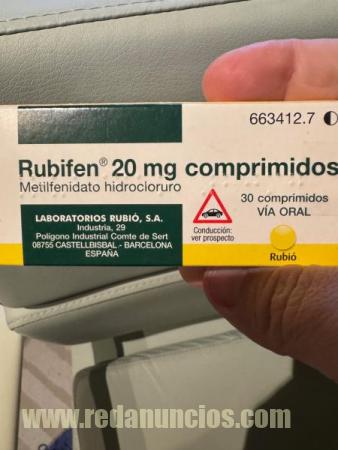 663412.7
Rubifen® 20 mg comprimidos
Metilfenidato hidrocloruro
LABORATORIOS RUBIÓ, S.A.
Industria, 29
Polígono Industrial Comte de Sert
08755 CASTELLBISBAL - BARCELONA
ESPAÑA
Conducción:
ver prospecto
30 comprimidos
VÍA ORAL
Rubió
www.redanuncios.com